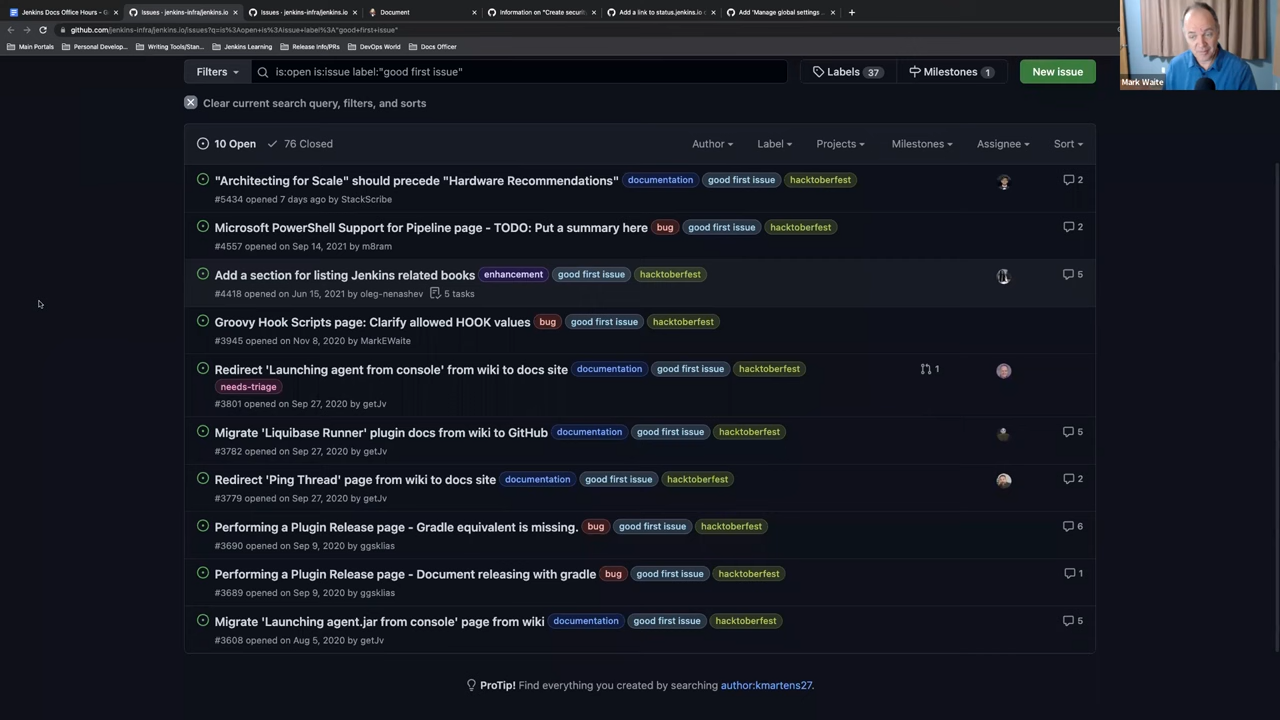 Jenkins Docs Office Hours - G
Issues · jenkins-infra/jenkins.io
Issues · jenkins-infra/jenkins.io
Document
Information on "Create securit
Add a link to status.jenkins.io
Add 'Manage global settings
github.com/jenkins-infra/jenkins.io/issues?q=is%3Aopen+is%3Aissue+label%3A"good+first+issue"
Main Portals
Personal Develop...
Writing Tools/Stan...
Jenkins Learning
Release Info/PRs
DevOps World
Docs Officer
Mark Waite
Filters
is:open is:issue label:"good first issue"
Labels 37
Milestones 1
New issue
Clear current search query, filters, and sorts
10 Open 76 Closed
Author Label Projects Milestones Assignee Sort
"Architecting for Scale" should precede "Hardware Recommendations" documentation good first issue hacktoberfest 2
#5434 opened 7 days ago by StackScribe
Microsoft PowerShell Support for Pipeline page - TODO: Put a summary here bug good first issue hacktoberfest 2
#4557 opened on Sep 14, 2021 by m8ram
Add a section for listing Jenkins related books enhancement good first issue hacktoberfest 5
#4418 opened on Jun 15, 2021 by oleg-nenashev 5 tasks
Groovy Hook Scripts page: Clarify allowed HOOK values bug good first issue hacktoberfest
#3945 opened on Nov 8, 2020 by MarkEWaite
Redirect 'Launching agent from console' from wiki to docs site documentation good first issue hacktoberfest 1
needs-triage
#3801 opened on Sep 27, 2020 by getJv
Migrate 'Liquibase Runner' plugin docs from wiki to GitHub documentation good first issue hacktoberfest 5
#3782 opened on Sep 27, 2020 by getJv
Redirect 'Ping Thread' page from wiki to docs site documentation good first issue hacktoberfest 2
#3779 opened on Sep 27, 2020 by getJv
Performing a Plugin Release page - Gradle equivalent is missing. bug good first issue hacktoberfest 6
#3690 opened on Sep 9, 2020 by ggsklias
Performing a Plugin Release page - Document releasing with gradle bug good first issue hacktoberfest 1
#3689 opened on Sep 9, 2020 by ggsklias
Migrate 'Launching agent.jar from console' page from wiki documentation good first issue hacktoberfest 5
#3608 opened on Aug 5, 2020 by getJv
ProTip! Find everything you created by searching author:kmartens27.